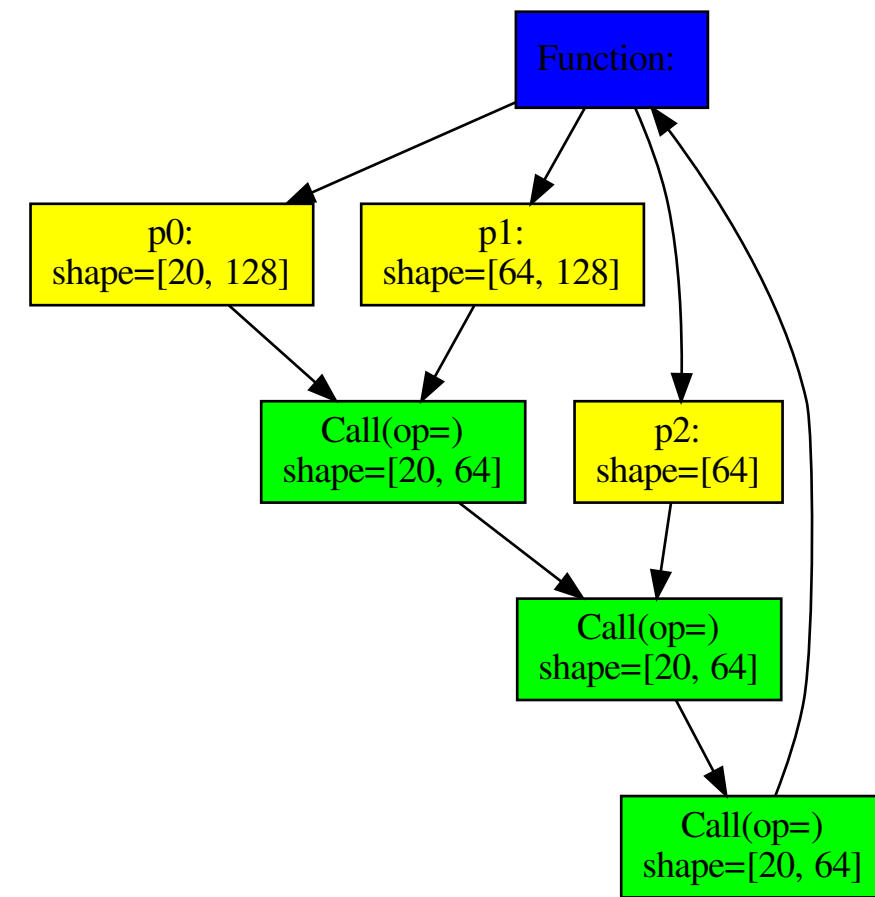 Function:
p0:
shape=[20, 128]
p1:
shape=[64, 128]
Call(op=)
shape=[20, 64]
p2:
shape=[64]
Call(op=)
shape=[20, 64]
Call(op=)
shape=[20, 64]